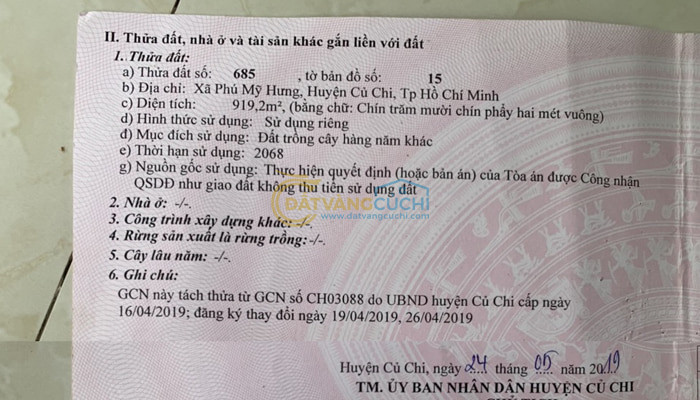 II. Thửa đất, nhà ở và tài sản khác gắn liền với đất
1. Thửa đất:
a) Thửa đất số: 685 , tờ bản đồ số: 15
b) Địa chỉ: Xã Phú Mỹ Hưng, Huyện Củ Chi, Tp Hồ Chí Minh
c) Diện tích: 919,2m², (bằng chữ: Chín trăm mười chín phẩy hai mét vuông)
d) Hình thức sử dụng: Sử dụng riêng
đ) Mục đích sử dụng: Đất trồng cây hàng năm khác
e) Thời hạn sử dụng: 2068
g) Nguồn gốc sử dụng: Thực hiện quyết định (hoặc bản án) của Tòa án được Công nhận
QSDĐ như giao đất không thu tiền sử dụng đất
2. Nhà ở: -/-.
ĐATVANGCUCHI
3. Công trình xây dựng khác: -/-.
www.datvangcuchi.com
4. Rừng sản xuất là rừng trồng: -/-.
5. Cây lâu năm: -/-.
6. Ghi chú:
GCN này tách thửa từ GCN số CH03088 do UBND huyện Củ Chi cấp ngày
16/04/2019; đăng ký thay đổi ngày 19/04/2019, 26/04/2019
Huyện Củ Chi, ngày 24 tháng 05 năm 2019
TM. ỦY BAN NHÂN DÂN HUYỆN CỦ CHI